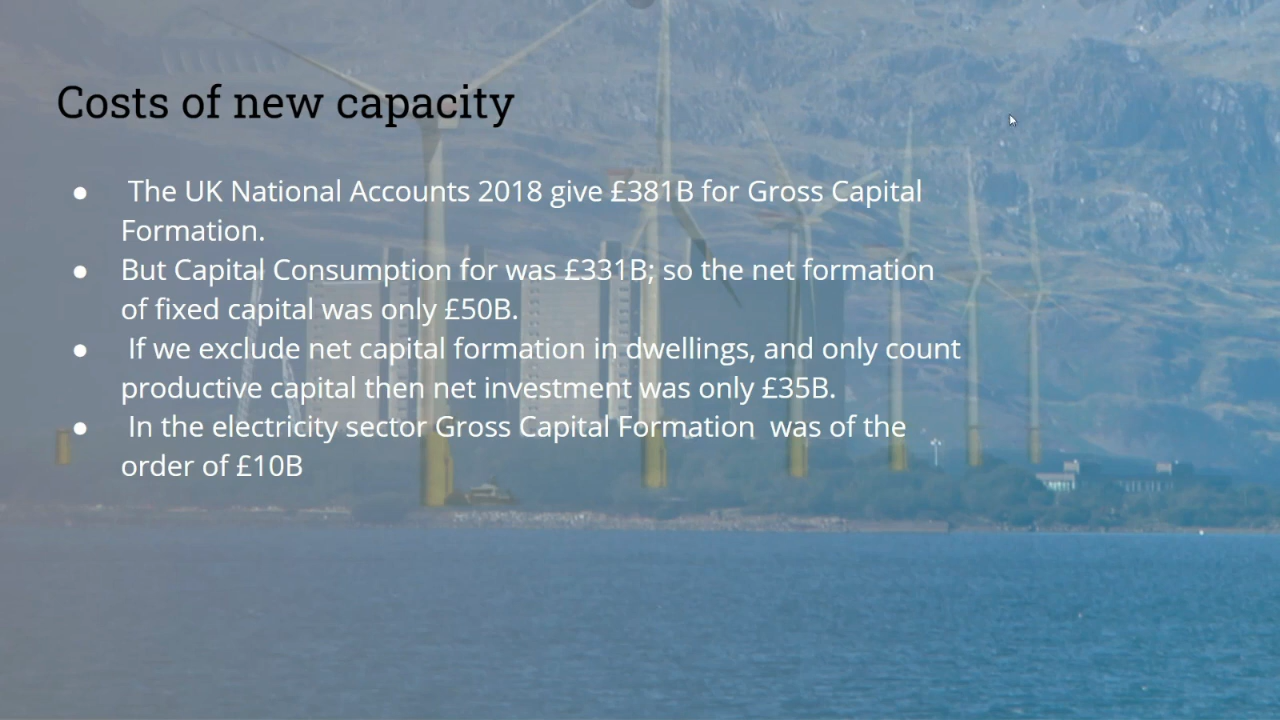 Costs of new capacity
● The UK National Accounts 2018 give £381B for Gross Capital
Formation.
● But Capital Consumption for was £331B; so the net formation
of fixed capital was only £50B.
● If we exclude net capital formation in dwellings, and only count
productive capital then net investment was only £35B.
● In the electricity sector Gross Capital Formation  was of the
order of £10B